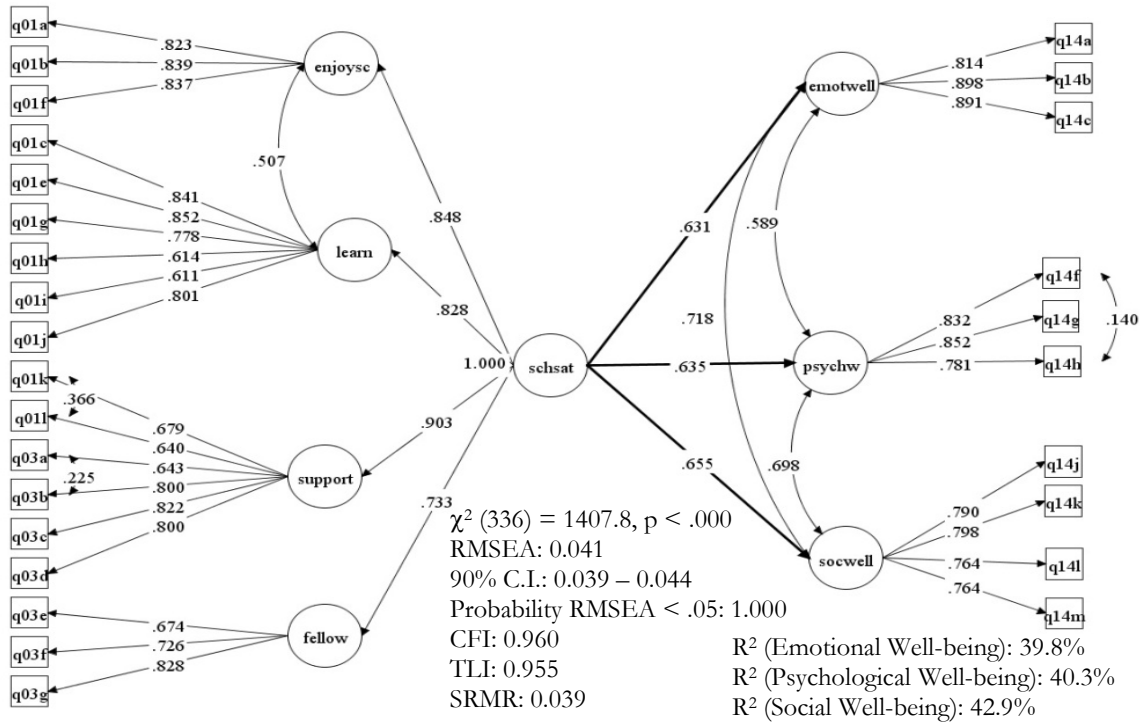 q01a
q01b
q01f
q01c
q01e
q01g
q01h
q01i
q01j
q01k
q01l
q03a
q03b
q03c
q03d
q03e
q03f
q03g
.823
.839
.837
.841
.852
.778
.614
.611
.801
.366
.225
.679
.640
.643
.800
.822
.800
.674
.726
.828
enjoysc
.507
learn
support
fellow
.848
.828
1.000
.903
.733
schsat
.631
.635
.655
emotwell
.589
.718
psychw
.698
socwell
.814
.898
.891
q14a
q14b
q14c
.832
.852
.781
q14f
q14g
q14h
.140
.790
.798
.764
.764
q14j
q14k
q14l
q14m
χ² (336) = 1407.8, p < .000
RMSEA: 0.041
90% C.I.: 0.039 – 0.044
Probability RMSEA < .05: 1.000
CFI: 0.960
TLI: 0.955
SRMR: 0.039
R² (Emotional Well-being): 39.8%
R² (Psychological Well-being): 40.3%
R² (Social Well-being): 42.9%